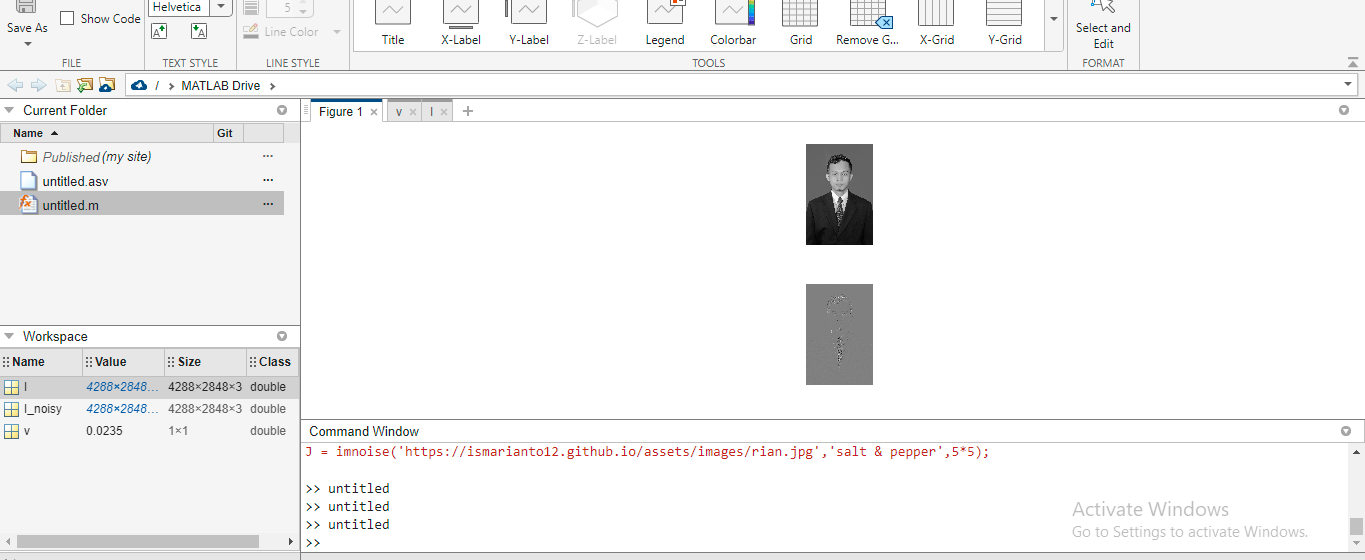 Helvetica
5
Save As
Show Code
Line Color
Title
X-Label
Y-Label
Z-Label
Legend
Colorbar
Grid
Remove G...
X-Grid
Y-Grid
Select and Edit
FILE
TEXT STYLE
LINE STYLE
TOOLS
FORMAT
/ > MATLAB Drive >
Current Folder
Name Git
Published (my site) ...
untitled.asv ...
untitled.m ...
Workspace
Name Value Size Class
I 4288×2848... 4288×2848×3 double
I_noisy 4288×2848... 4288×2848×3 double
v 0.0235 1×1 double
Figure 1 × v × I × +
Command Window
J = imnoise('https://ismarianto12.github.io/assets/images/rian.jpg','salt & pepper',5*5);
>> untitled
>> untitled
>> untitled
>>
Activate Windows
Go to Settings to activate Windows.